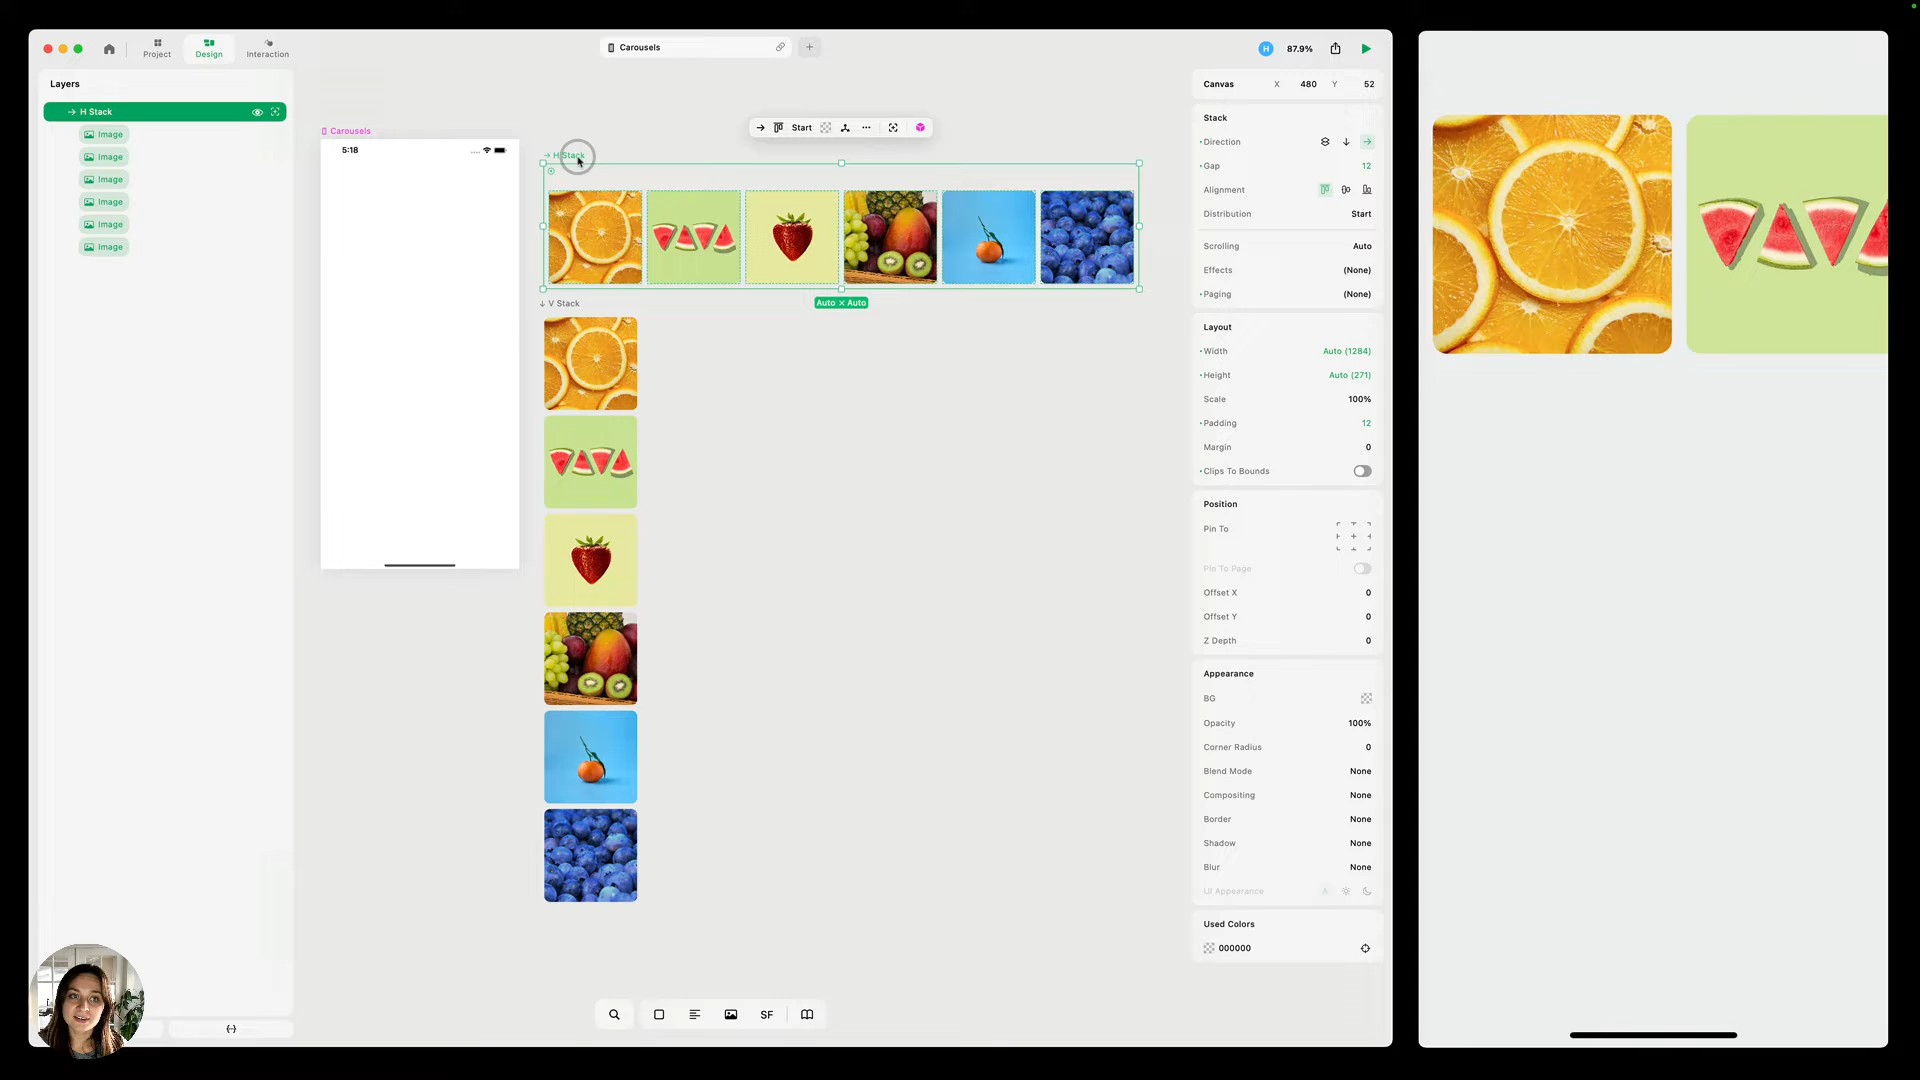 Project
Design
Interaction
Carousels
H
87.9%
Layers
H Stack
Image
Image
Image
Image
Image
Image
Carousels
5:18
Start
H Stack
Auto × Auto
V Stack
SF
Canvas X 480 Y 52
Stack
Direction
Gap 12
Alignment
Distribution Start
Scrolling Auto
Effects (None)
Paging (None)
Layout
Width Auto (1284)
Height Auto (271)
Scale 100%
Padding 12
Margin 0
Clips To Bounds
Position
Pin To
Pin To Page
Offset X 0
Offset Y 0
Z Depth 0
Appearance
BG
Opacity 100%
Corner Radius 0
Blend Mode None
Compositing None
Border None
Shadow None
Blur None
UI Appearance A
Used Colors
000000